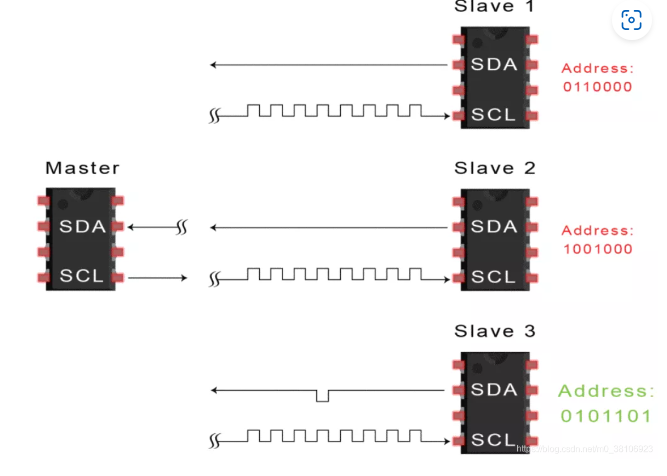 Slave 1
SDA
Address:
0110000
SCL
Master
Slave 2
SDA
SDA
Address:
1001000
SCL
SCL
Slave 3
SDA
Address:
0101101
SCL